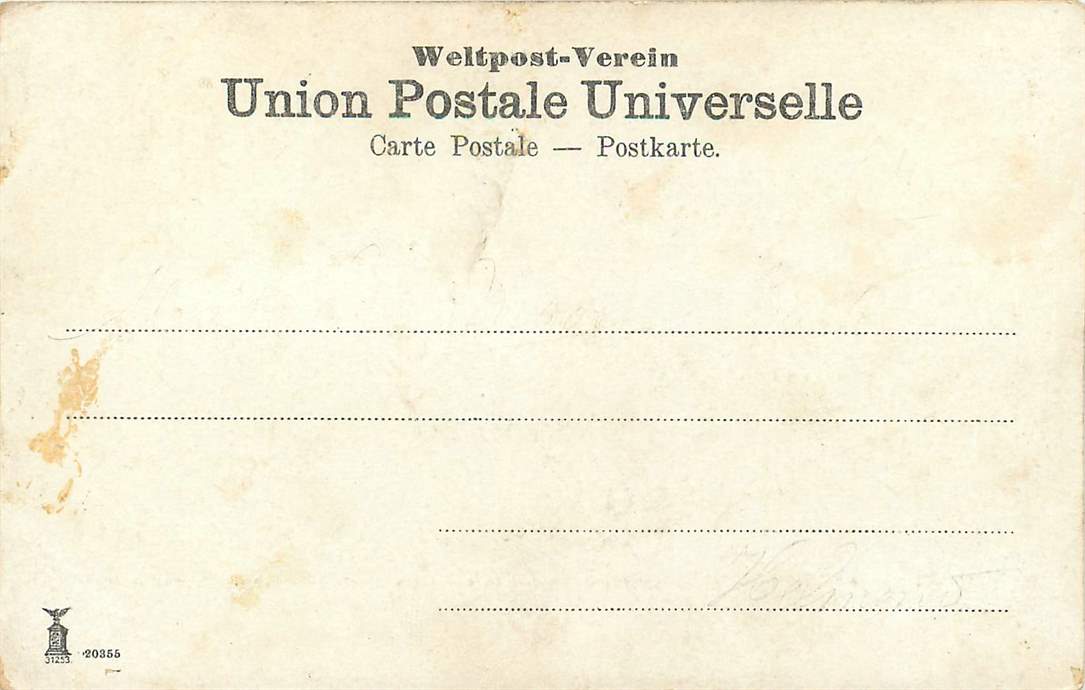 Weltpost-Verein
Union Postale Universelle
Carte Postale — Postkarte.
31253.
20355